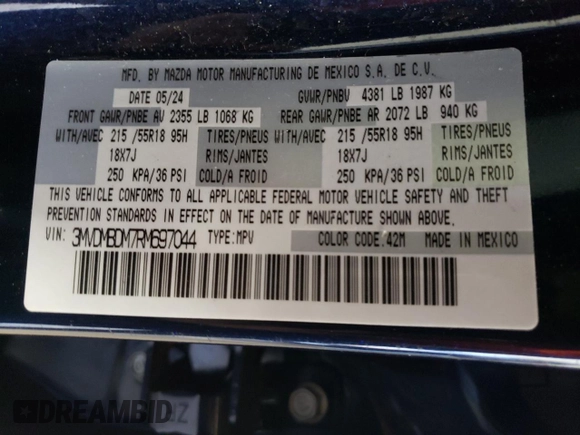 MFD. BY MAZDA MOTOR MANUFACTURING DE MEXICO S.A. DE C.V.
DATE 05/24 GVWR/PNBV 4381 LB 1987 KG
FRONT GAWR/PNBE AV 2355 LB 1068 KG REAR GAWR/PNBE AR 2072 LB 940 KG
WITH/AVEC 215 /55R18 95H TIRES/PNEUS WITH/AVEC 215 /55R18 95H TIRES/PNEUS
18X7J RIMS/JANTES 18X7J RIMS/JANTES
250 KPA/36 PSI COLD/A FROID 250 KPA/36 PSI COLD/A FROID
THIS VEHICLE CONFORMS TO ALL APPLICABLE FEDERAL MOTOR VEHICLE SAFETY AND THEFT
PREVENTION STANDARDS IN EFFECT ON THE DATE OF MANUFACTURE SHOWN ABOVE.
VIN: 3MVDMBDM7RM697044 TYPE:MPV COLOR CODE:42M MADE IN MEXICO
DREAMBID